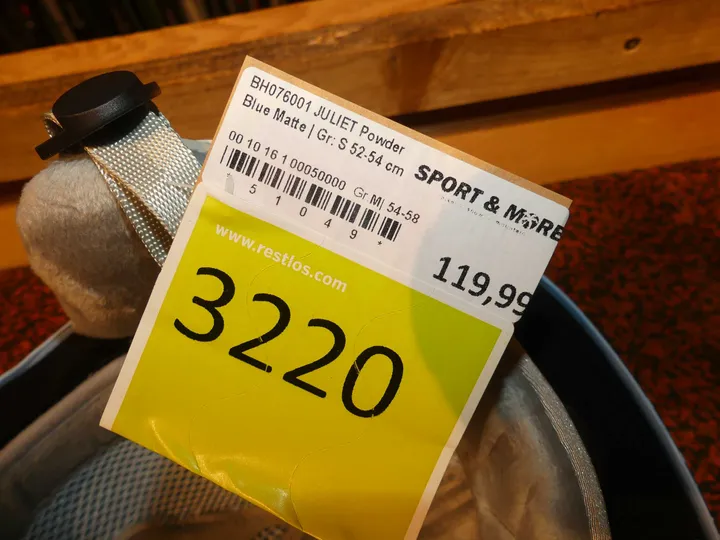 BH076001 JULIET Powder
Blue Matte | Gr: S 52-54 cm
00 10 16 1 00050000 Gr M| 54-58
* 5 1 0 4 9 *
SPORT & MORE
119,99
www.restlos.com
3220